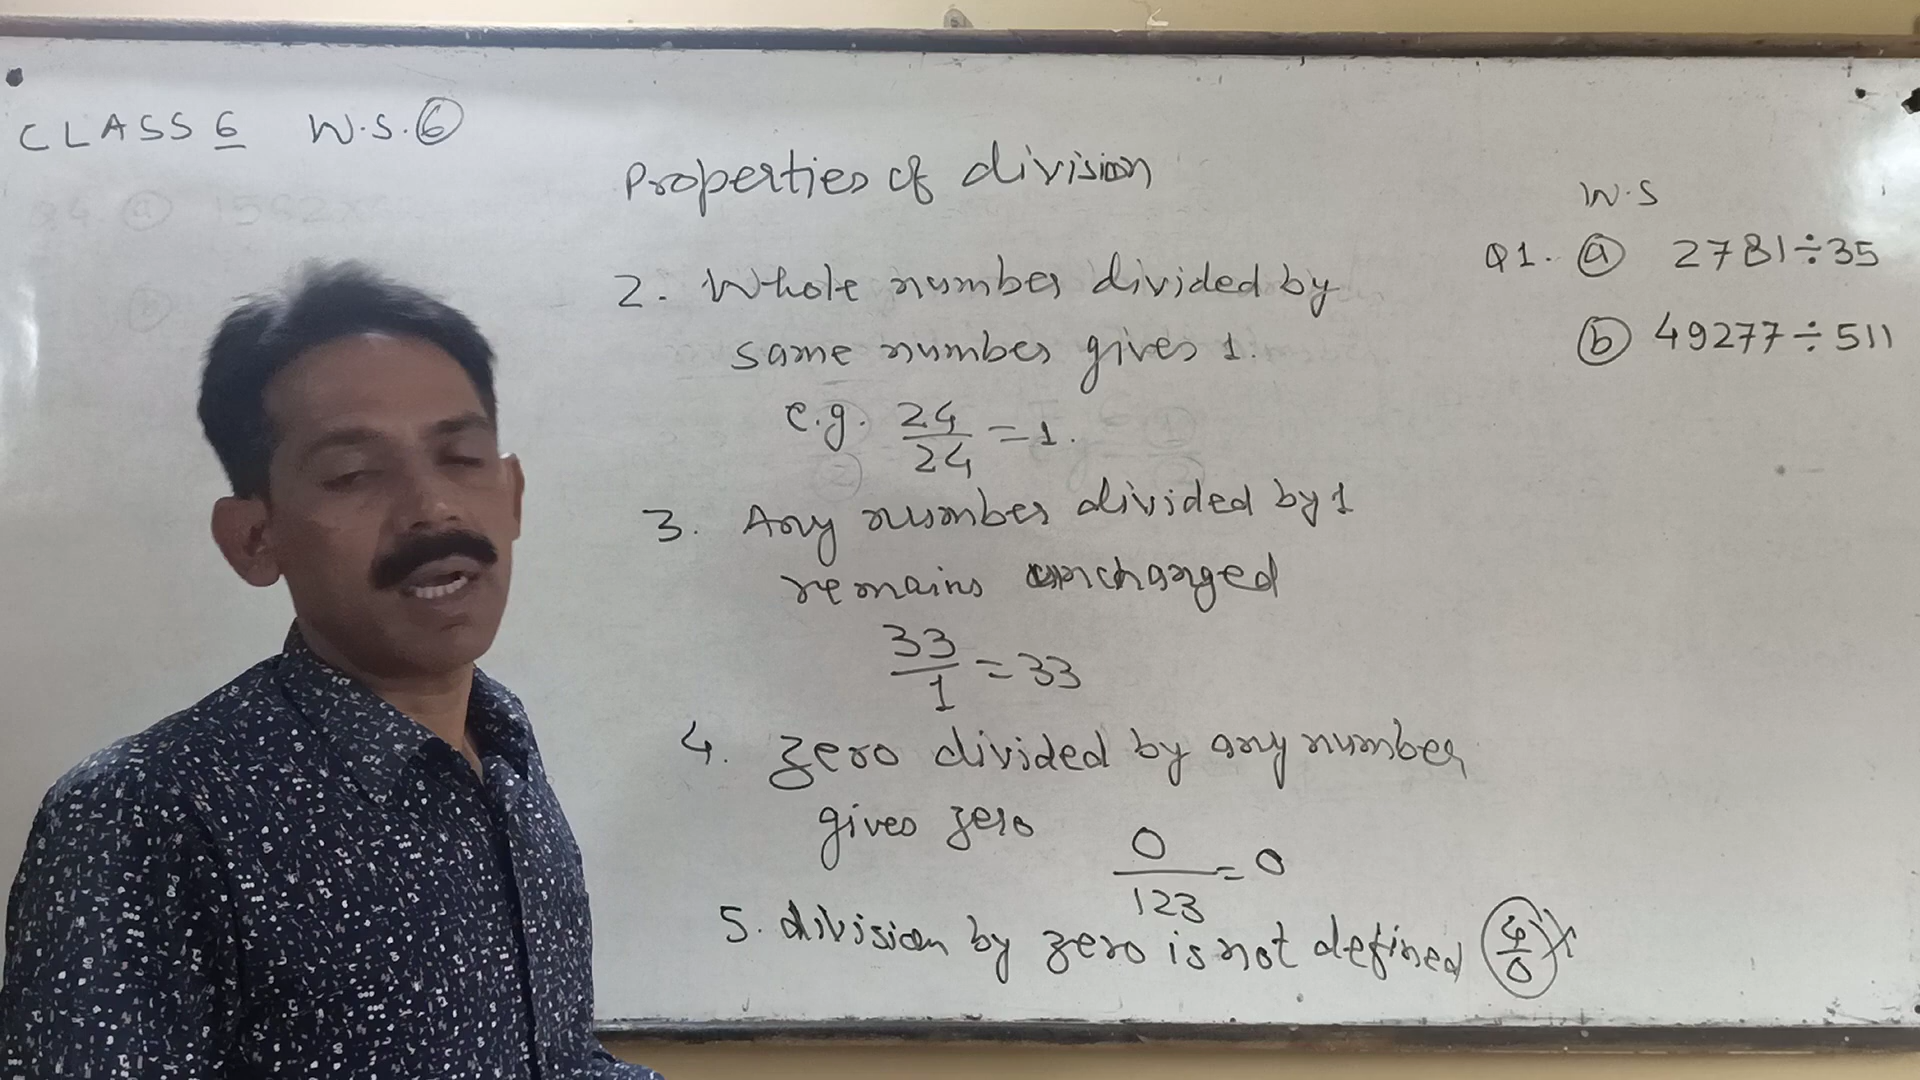 CLASS 6 W.S. 6
Properties of division
2. Whole number divided by
same number gives 1.
e.g. 24/24 = 1.
3. Any number divided by 1
remains unchanged
33/1 = 33
4. zero divided by any number
gives zero 0/123 = 0
5. division by zero is not defined
W.S
Q1. a 2781÷35
b 49277÷511